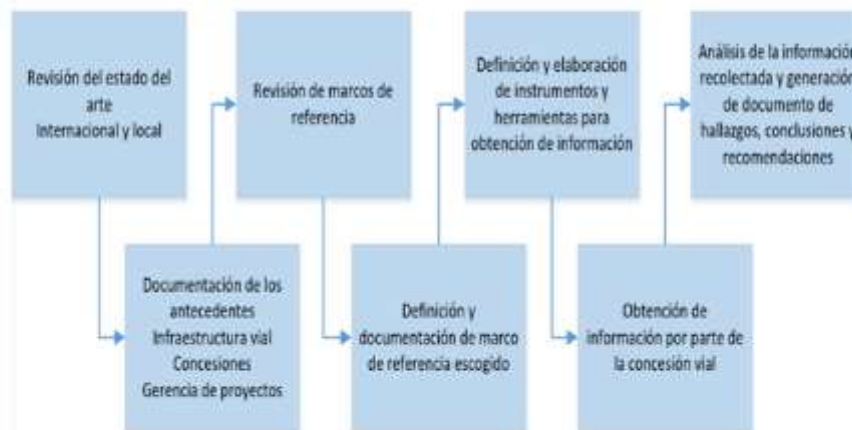 Revisión del estado del
arte
Internacional y local
Documentación de los
antecedentes
Infraestructura vial
Concesiones
Gerencia de proyectos
Revisión de marcos de
referencia
Definición y
documentación de marco
de referencia escogido
Definición y elaboración
de instrumentos y
herramientas para
obtención de información
Obtención de
información por parte de
la concesión vial
Análisis de la información
recolectada y generación
de documento de
hallazgos, conclusiones y
recomendaciones